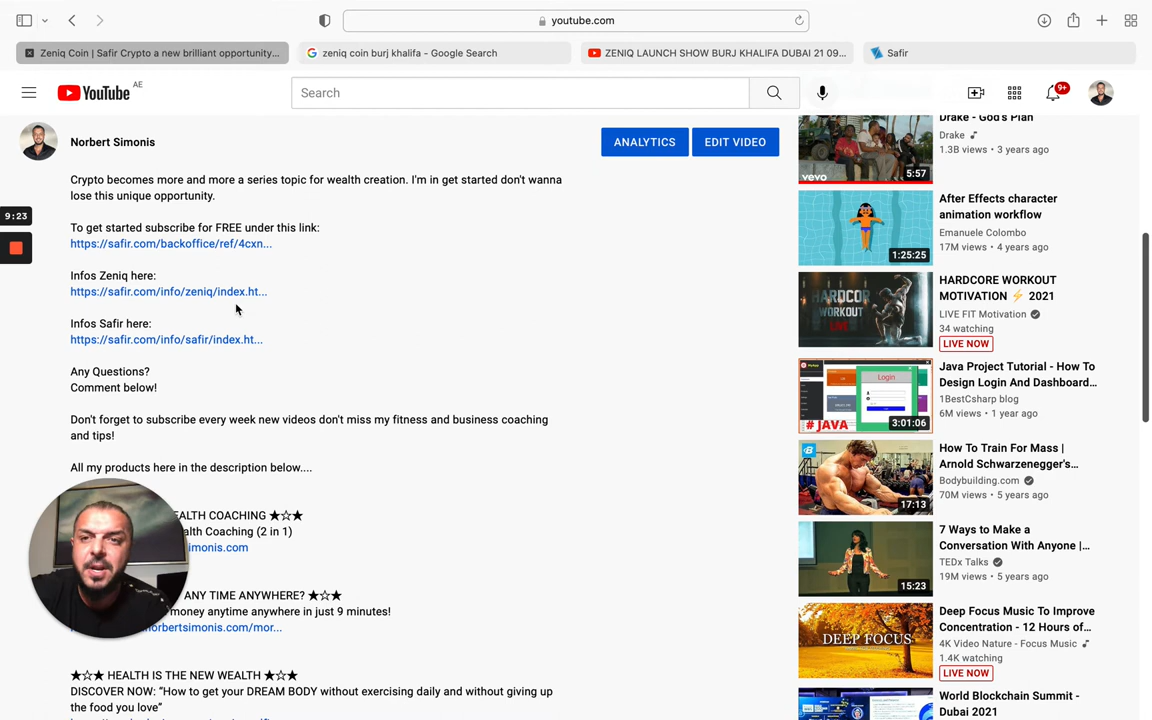 youtube.com
Zeniq Coin | Safir Crypto a new brilliant opportunity...
zeniq coin burj khalifa - Google Search
ZENIQ LAUNCH SHOW BURJ KHALIFA DUBAI 21 09...
Safir
YouTube AE
Search
9+
Norbert Simonis
ANALYTICS
EDIT VIDEO
Crypto becomes more and more a series topic for wealth creation. I'm in get started don't wanna
lose this unique opportunity.
9:23
To get started subscribe for FREE under this link:
https://safir.com/backoffice/ref/4cxn...
Infos Zeniq here:
https://safir.com/info/zeniq/index.ht...
Infos Safir here:
https://safir.com/info/safir/index.ht...
Any Questions?
Comment below!
Don't forget to subscribe every week new videos don't miss my fitness and business coaching
and tips!
All my products here in the description below....
EALTH COACHING ★☆★
alth Coaching (2 in 1)
imonis.com
ANY TIME ANYWHERE? ★☆★
money anytime anywhere in just 9 minutes!
norbertsimonis.com/mor...
★☆★ HEALTH IS THE NEW WEALTH ★☆★
DISCOVER NOW: “How to get your DREAM BODY without exercising daily and without giving up
the food you love”
Drake - God's Plan
Drake
1.3B views • 3 years ago
vevo
5:57
After Effects character
animation workflow
Emanuele Colombo
17M views • 4 years ago
1:25:25
HARDCORE WORKOUT
MOTIVATION ⚡ 2021
LIVE FIT Motivation
34 watching
LIVE NOW
Java Project Tutorial - How To
Design Login And Dashboard...
1BestCsharp blog
6M views • 1 year ago
Login
#JAVA
3:01:06
How To Train For Mass |
Arnold Schwarzenegger's...
Bodybuilding.com
70M views • 5 years ago
17:13
7 Ways to Make a
Conversation With Anyone |...
TEDx Talks
19M views • 5 years ago
15:23
Deep Focus Music To Improve
Concentration - 12 Hours of...
4K Video Nature - Focus Music
1.4K watching
LIVE NOW
DEEP FOCUS
World Blockchain Summit -
Dubai 2021